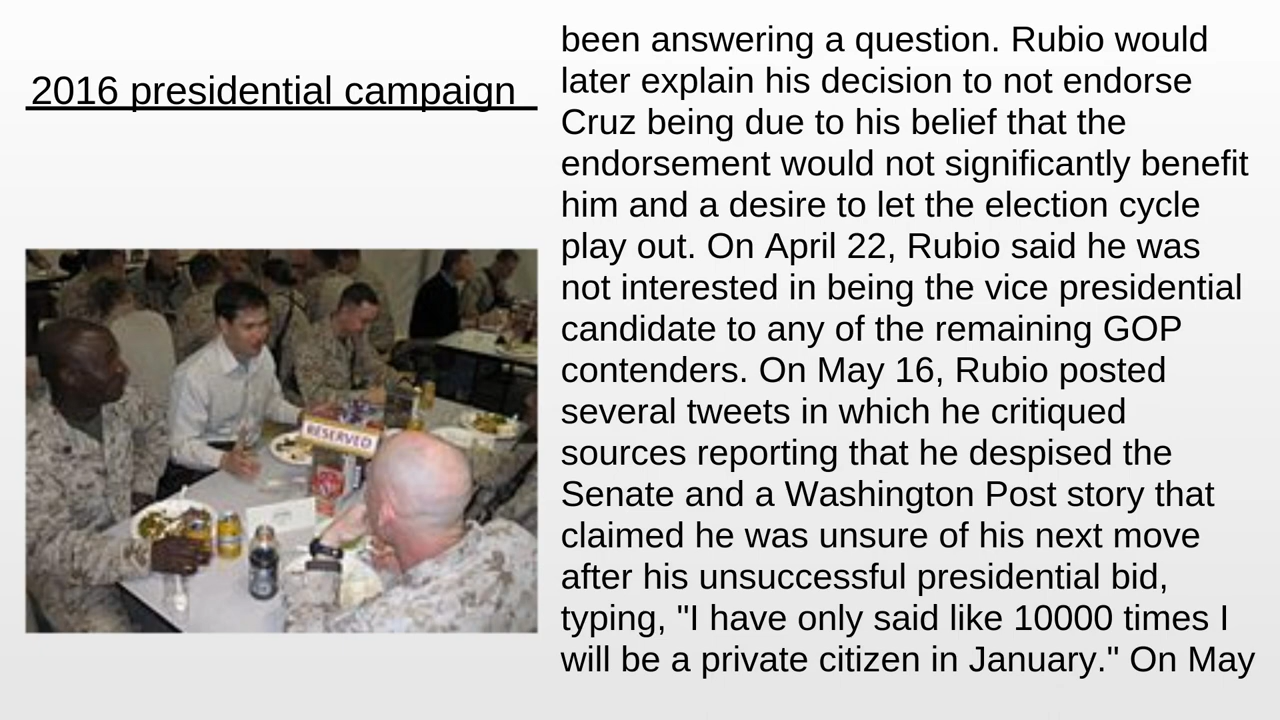 2016 presidential campaign
been answering a question. Rubio would
later explain his decision to not endorse
Cruz being due to his belief that the
endorsement would not significantly benefit
him and a desire to let the election cycle
play out. On April 22, Rubio said he was
not interested in being the vice presidential
candidate to any of the remaining GOP
contenders. On May 16, Rubio posted
several tweets in which he critiqued
sources reporting that he despised the
Senate and a Washington Post story that
claimed he was unsure of his next move
after his unsuccessful presidential bid,
typing, "I have only said like 10000 times I
will be a private citizen in January." On May
RESERVED